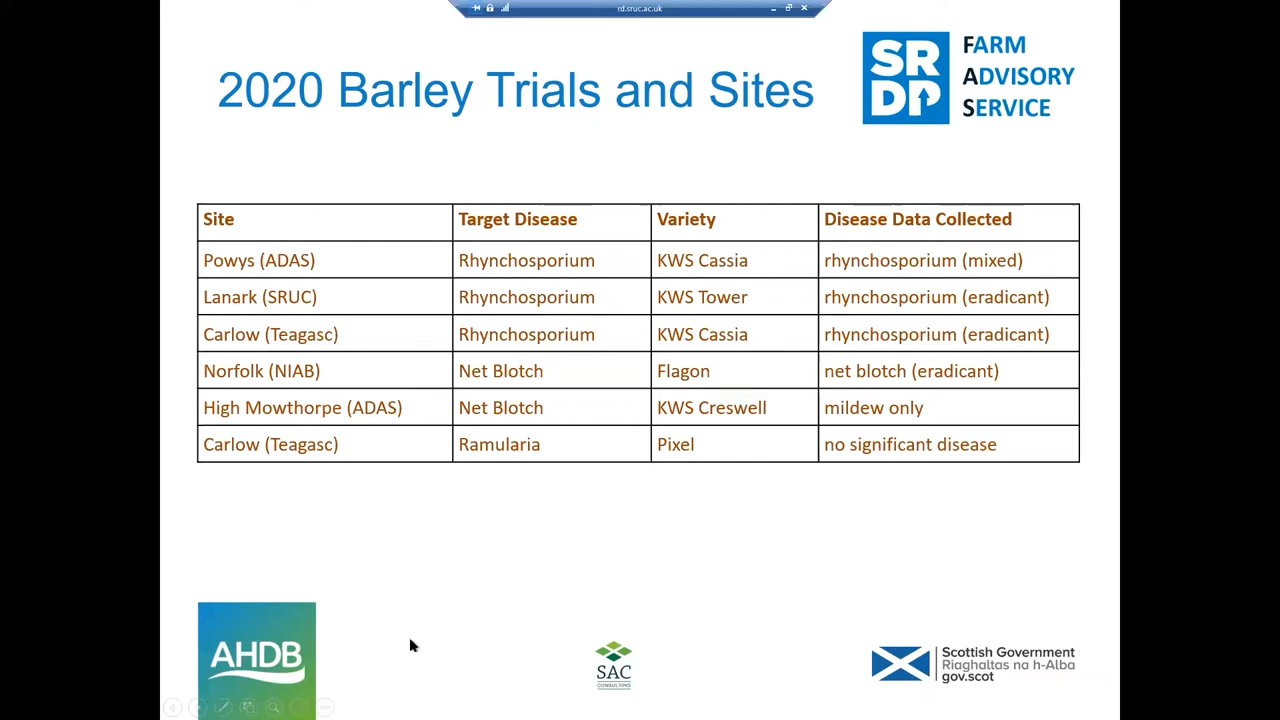 rd.sruc.ac.uk
2020 Barley Trials and Sites
SRDP
FARM
ADVISORY
SERVICE
Site Target Disease Variety Disease Data Collected
Powys (ADAS) Rhynchosporium KWS Cassia rhynchosporium (mixed)
Lanark (SRUC) Rhynchosporium KWS Tower rhynchosporium (eradicant)
Carlow (Teagasc) Rhynchosporium KWS Cassia rhynchosporium (eradicant)
Norfolk (NIAB) Net Blotch Flagon net blotch (eradicant)
High Mowthorpe (ADAS) Net Blotch KWS Creswell mildew only
Carlow (Teagasc) Ramularia Pixel no significant disease
AHDB
SAC
CONSULTING
Scottish Government
Riaghaltas na h-Alba
gov.scot